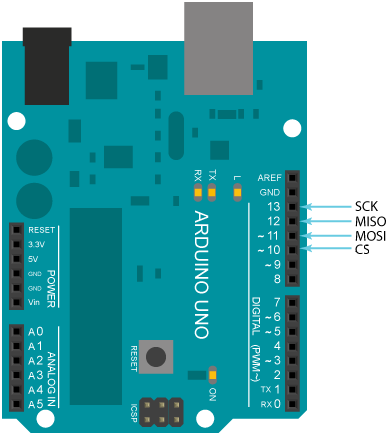 RX
TX
L
ARDUINO UNO
AREF
GND
13
12
~ 11
~ 10
~ 9
8
SCK
MISO
MOSI
CS
RESET
3.3V
5V
GND
GND
Vin
POWER
7
~ 6
~ 5
4
~ 3
2
TX 1
RX 0
DIGITAL (PWM ~)
A0
A1
A2
A3
A4
A5
ANALOG IN
RESET
ICSP
ON